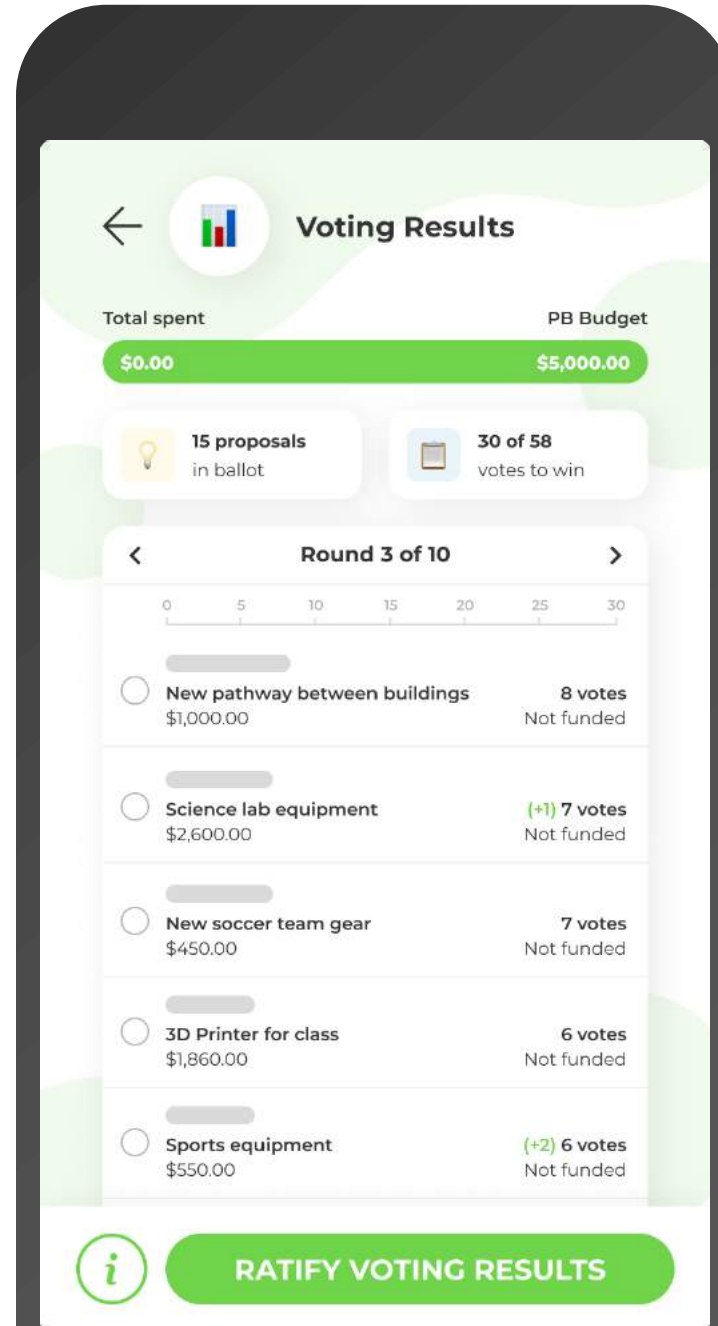 Voting Results
Total spent PB Budget
$0.00 $5,000.00
15 proposals
in ballot
30 of 58
votes to win
Round 3 of 10
0 5 10 15 20 25 30
New pathway between buildings 8 votes
$1,000.00 Not funded
Science lab equipment (+1) 7 votes
$2,600.00 Not funded
New soccer team gear 7 votes
$450.00 Not funded
3D Printer for class 6 votes
$1,860.00 Not funded
Sports equipment (+2) 6 votes
$550.00 Not funded
i RATIFY VOTING RESULTS